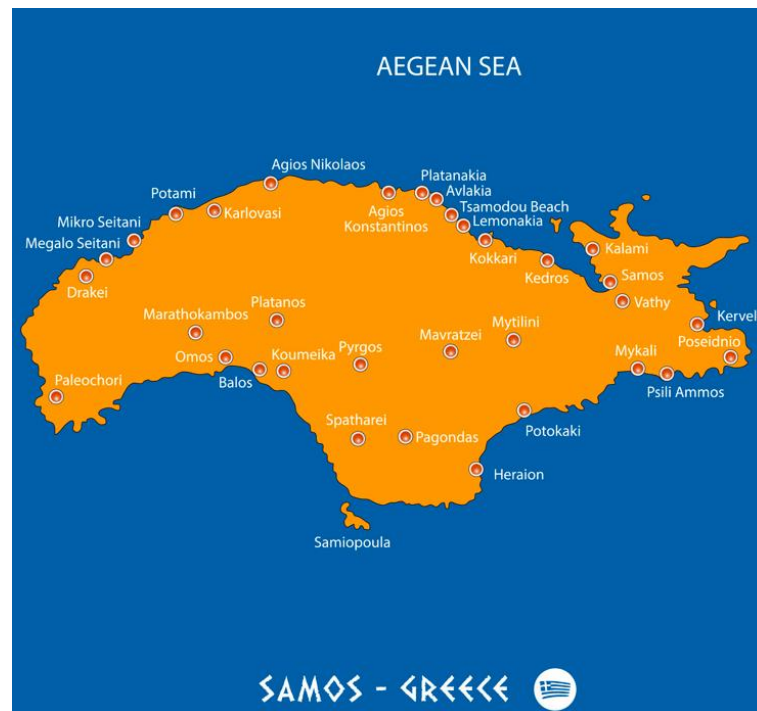 AEGEAN SEA
Agios Nikolaos
Platanakia
Avlakia
Potami
Tsamodou Beach
Karlovasi
Agios
Konstantinos
Lemonakia
Mikro Seitani
Megalo Seitani
Kokkari
Kalami
Kedros
Samos
Drakei
Vathy
Platanos
Marathokambos
Kervel
Mytilini
Mavratzei
Poseidnio
Omos
Koumeika
Pyrgos
Mykali
Balos
Paleochori
Psili Ammos
Spatharei
Pagondas
Potokaki
Heraion
Samiopoula
SAMOS - GREECE